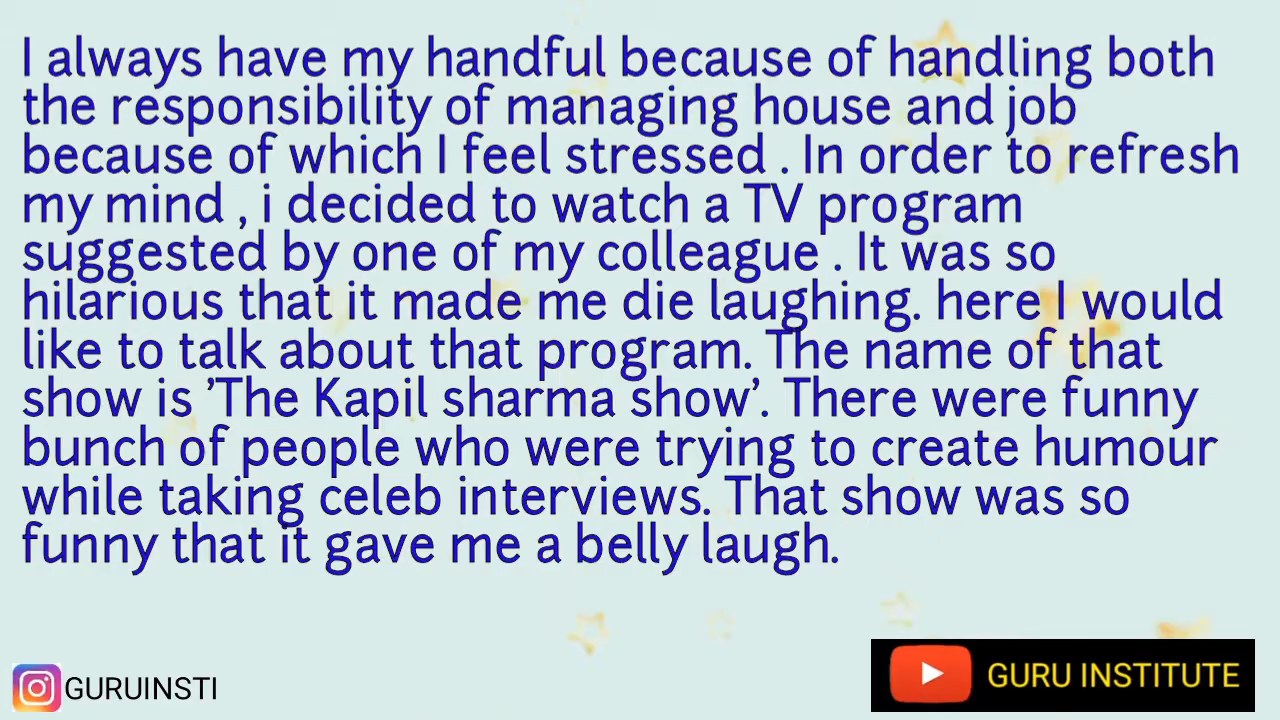 I always have my handful because of handling both
the responsibility of managing house and job
because of which I feel stressed . In order to refresh
my mind , i decided to watch a TV program
suggested by one of my colleague . It was so
hilarious that it made me die laughing. here I would
like to talk about that program. The name of that
show is ’The Kapil sharma show’. There were funny
bunch of people who were trying to create humour
while taking celeb interviews. That show was so
funny that it gave me a belly laugh.
GURUINSTI
GURU INSTITUTE